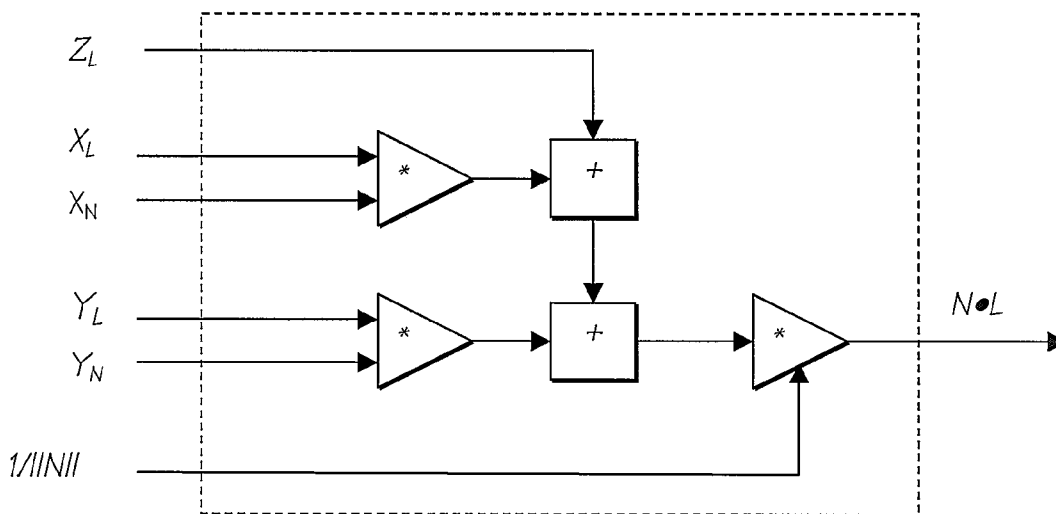 Z_L
X_L
*
+
X_N
Y_L
*
+
*
N●L
Y_N
1/||N||